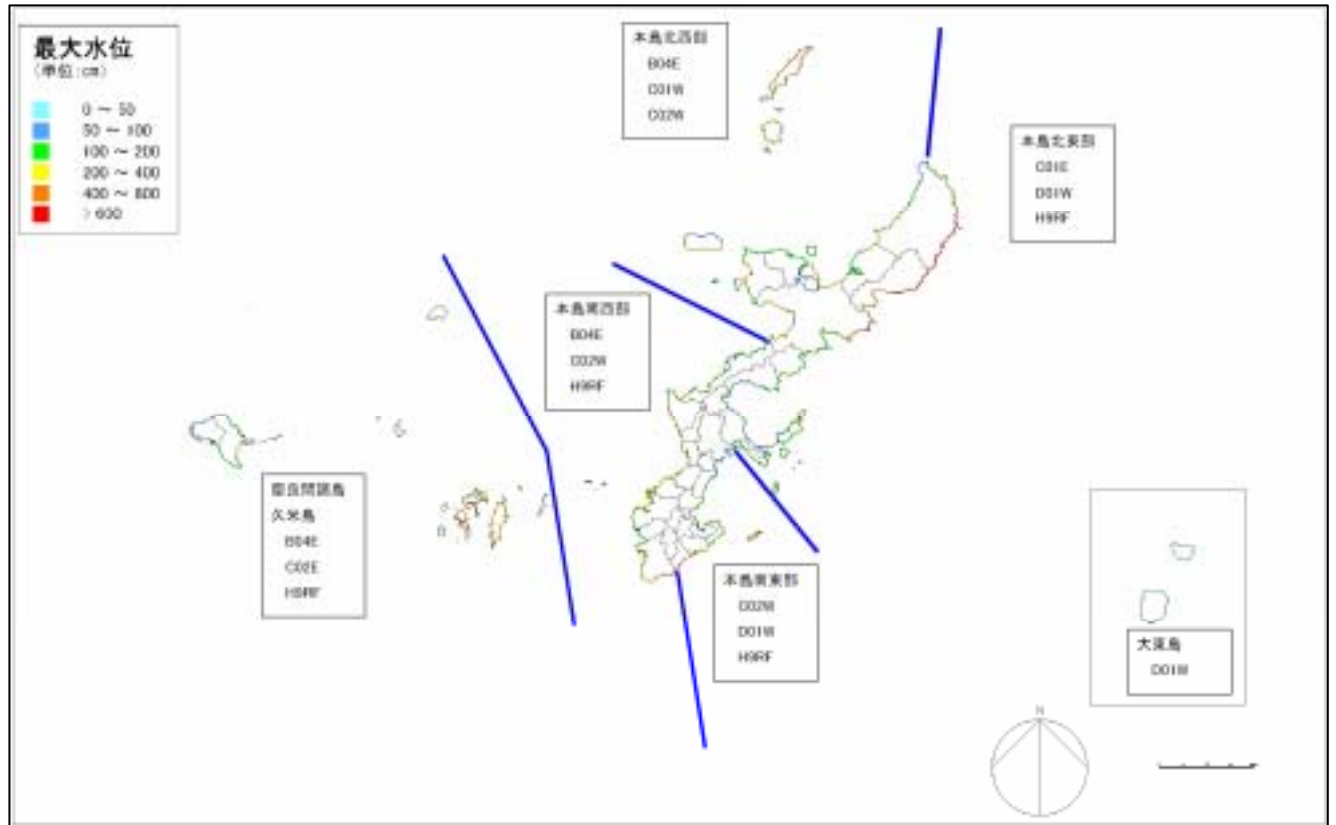 最大水位
(単位:cm)
0 ～ 50
50 ～ 100
100 ～ 200
200 ～ 400
400 ～ 600
> 600
本島北西部
B04E
C01W
C02W
本島北東部
C01E
D01W
H9RF
本島南西部
B04E
C02W
H9RF
慶良間諸島
久米島
B04E
C02E
H9RF
本島南東部
C02W
D01W
H9RF
大東島
D01W
N